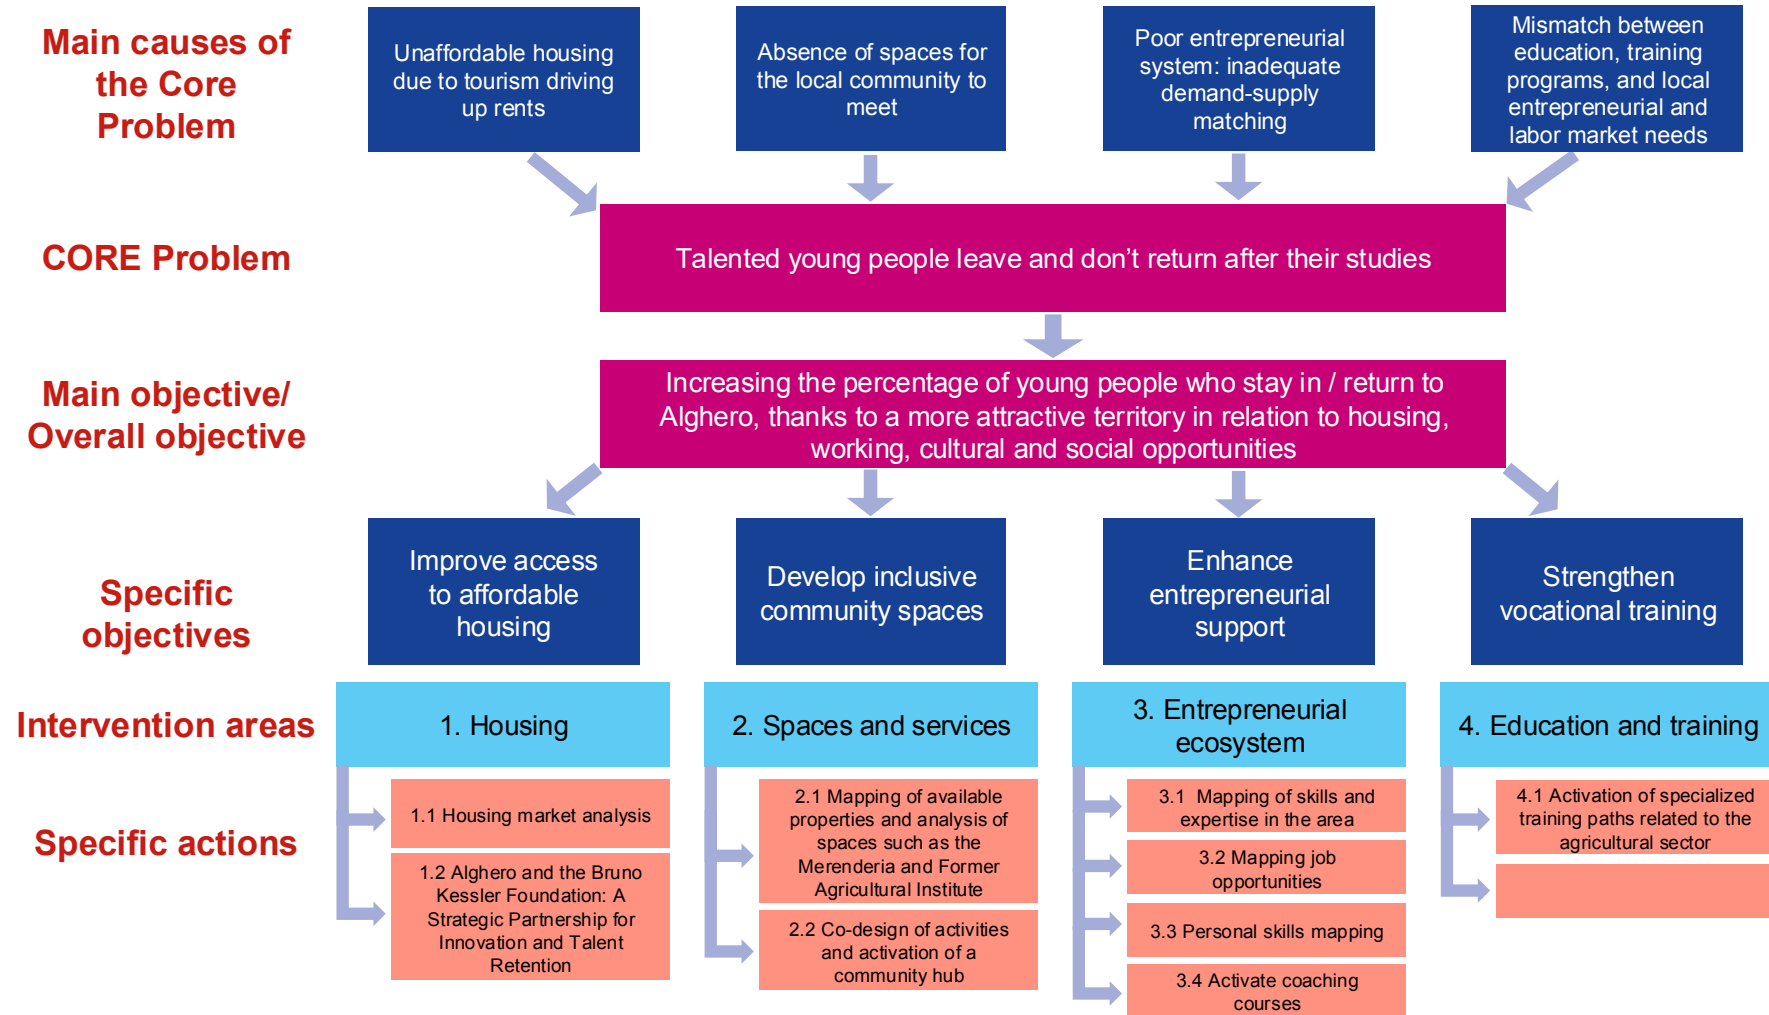 Main causes of
the Core
Problem
Unaffordable housing
due to tourism driving
up rents
Absence of spaces for
the local community to
meet
Poor entrepreneurial
system: inadequate
demand-supply
matching
Mismatch between
education, training
programs, and local
entrepreneurial and
labor market needs
CORE Problem
Talented young people leave and don’t return after their studies
Main objective/
Overall objective
Increasing the percentage of young people who stay in / return to
Alghero, thanks to a more attractive territory in relation to housing,
working, cultural and social opportunities
Specific
objectives
Improve access
to affordable
housing
Develop inclusive
community spaces
Enhance
entrepreneurial
support
Strengthen
vocational training
Intervention areas
1. Housing
2. Spaces and services
3. Entrepreneurial
ecosystem
4. Education and training
Specific actions
1.1 Housing market analysis
1.2 Alghero and the Bruno
Kessler Foundation: A
Strategic Partnership for
Innovation and Talent
Retention
2.1 Mapping of available
properties and analysis of
spaces such as the
Merenderia and Former
Agricultural Institute
2.2 Co-design of activities
and activation of a
community hub
3.1 Mapping of skills and
expertise in the area
3.2 Mapping job
opportunities
3.3 Personal skills mapping
3.4 Activate coaching
courses
4.1 Activation of specialized
training paths related to the
agricultural sector